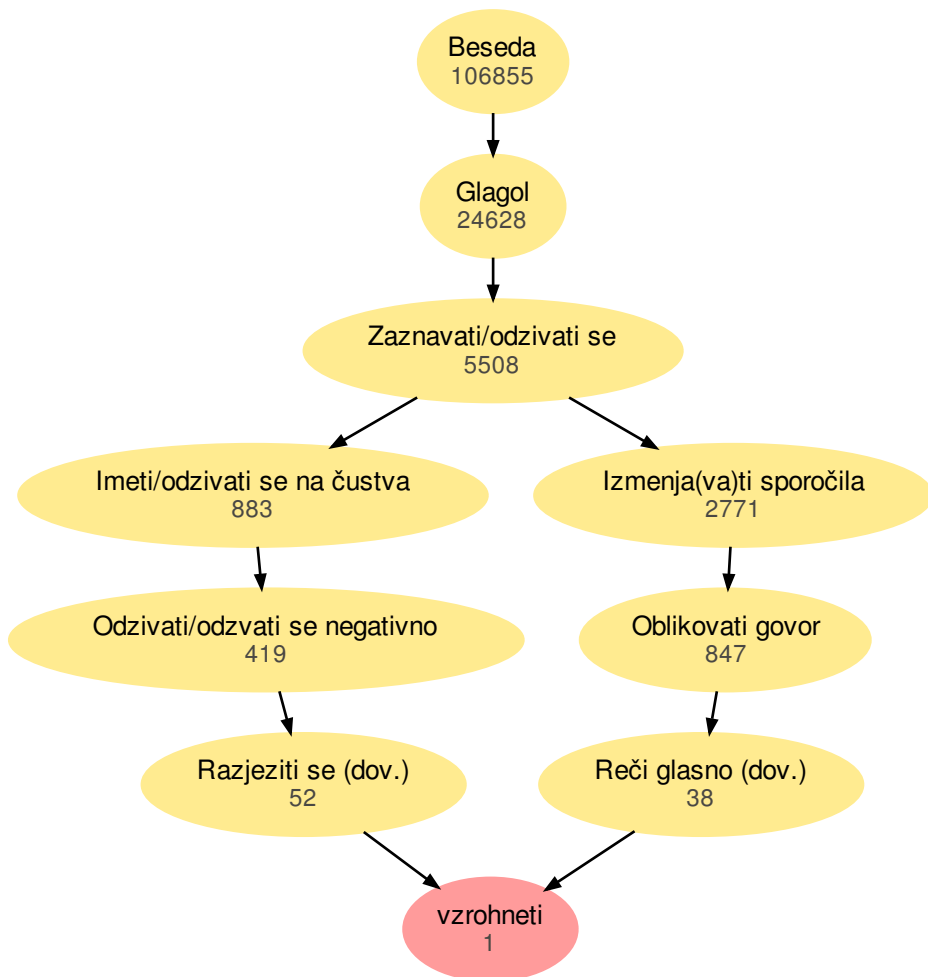 Beseda
106855
Glagol
24628
Zaznavati/odzivati se
5508
Imeti/odzivati se na čustva
883
Izmenja(va)ti sporočila
2771
Odzivati/odzvati se negativno
419
Oblikovati govor
847
Razjeziti se (dov.)
52
Reči glasno (dov.)
38
vzrohneti
1